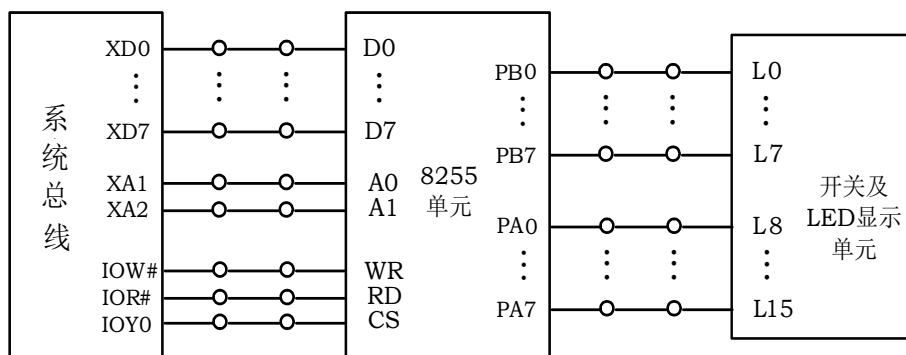 系统总线
XD0
XD7
XA1
XA2
IOW#
IOR#
IOY0
D0
D7
A0
A1
WR
RD
CS
8255
单元
PB0
PB7
PA0
PA7
L0
L7
L8
L15
开关及
LED显示
单元